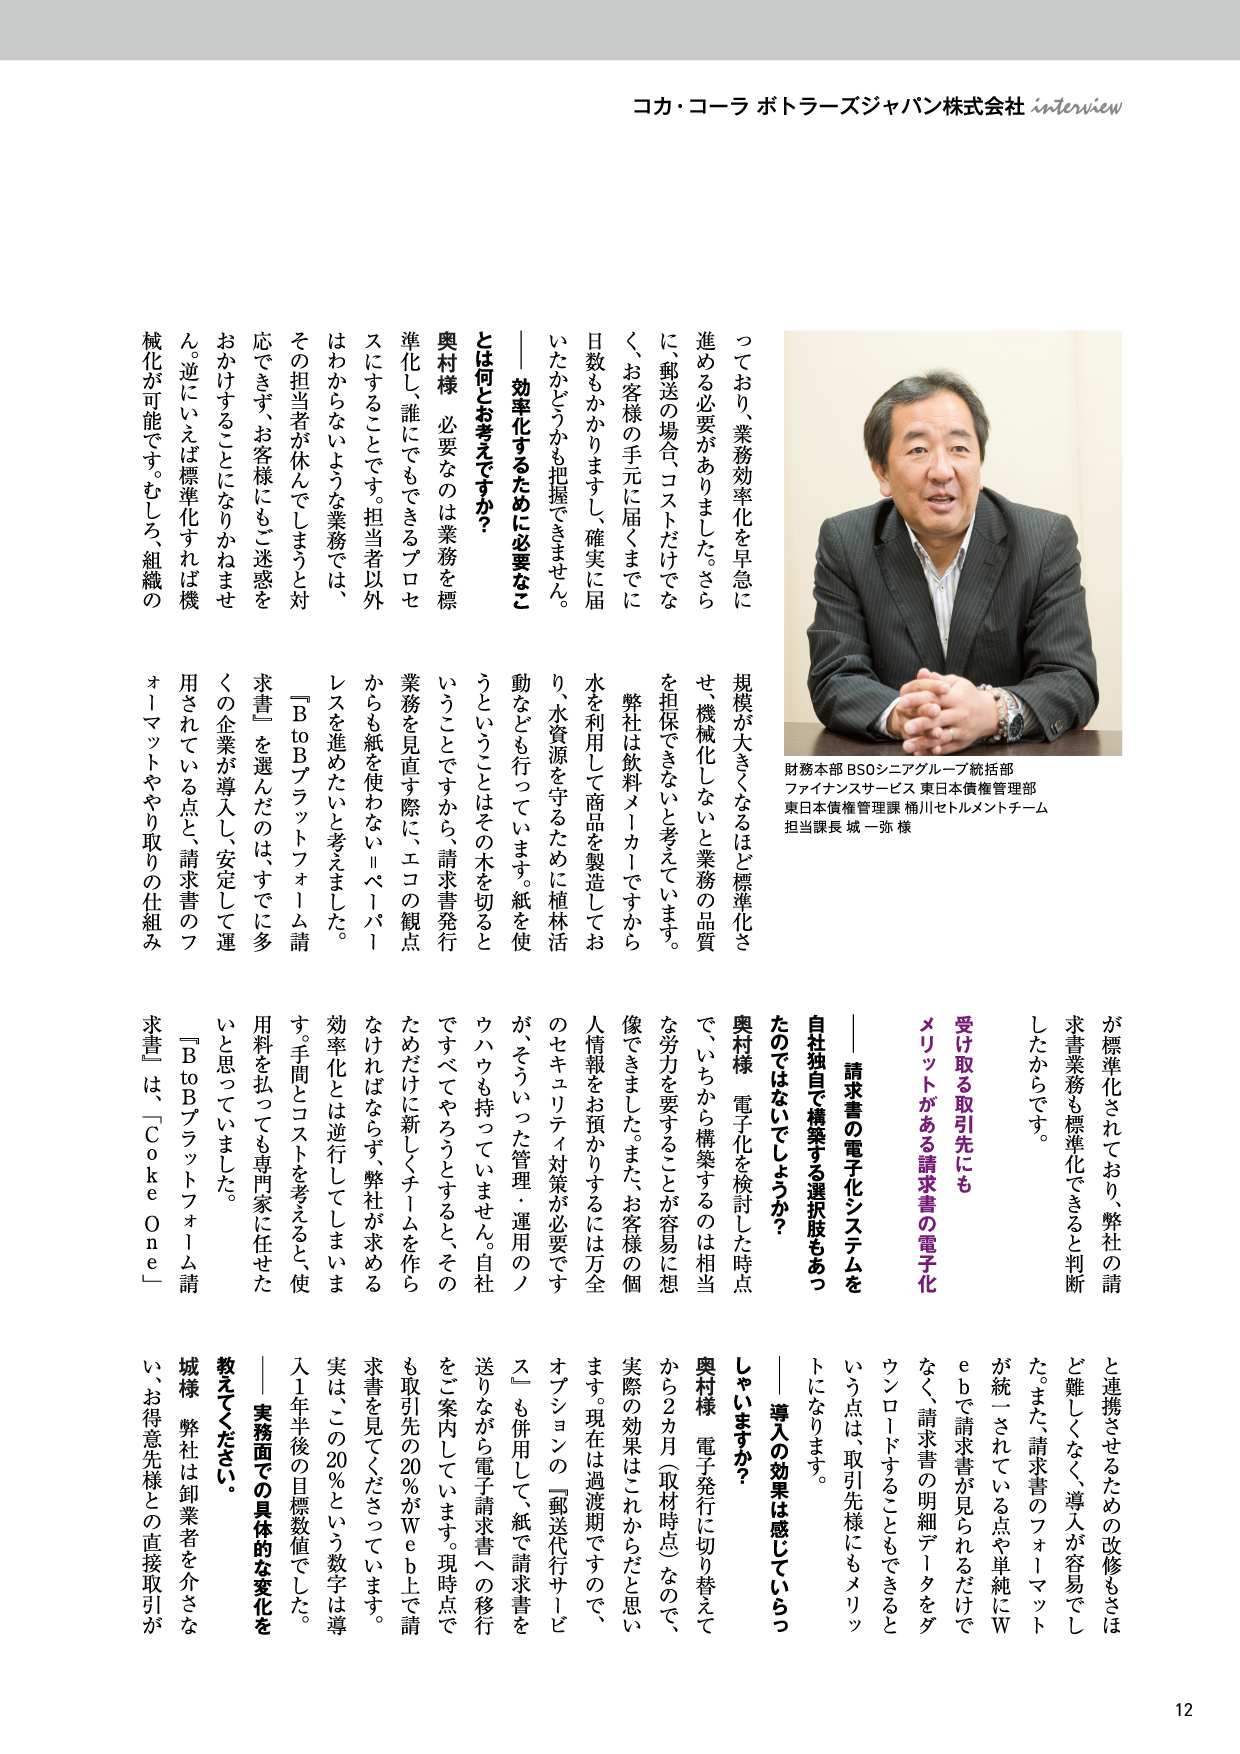 コカ・コーラ ボトラーズジャパン株式会社 interview
っており、業務効率化を早急に
進める必要がありました。さら
に、郵送の場合、コストだけでな
く、お客様の手元に届くまでに
日数もかかりますし、確実に届
いたかどうかも把握できません。
―― 効率化するために必要なこ
とは何とお考えですか?
奥村様 必要なのは業務を標
準化し、誰にでもできるプロセ
スにすることです。担当者以外
はわからないような業務では、
その担当者が休んでしまうと対
応できず、お客様にもご迷惑を
おかけすることになりかねませ
ん。逆にいえば標準化すれば機
械化が可能です。むしろ、組織の
規模が大きくなるほど標準化さ
せ、機械化しないと業務の品質
を担保できないと考えています。
弊社は飲料メーカーですから
水を利用して商品を製造してお
り、水資源を守るために植林活
動なども行っています。紙を使
うということはその木を切ると
いうことですから、請求書発行
業務を見直す際に、エコの観点
からも紙を使わない=ペーパー
レスを進めたいと考えました。
『BtoBプラットフォーム請
求書』を選んだのは、すでに多
くの企業が導入し、安定して運
用されている点と、請求書のフ
ォーマットややり取りの仕組み
財務本部 BSOシニアグループ統括部
ファイナンスサービス 東日本債権管理部
東日本債権管理課 桶川セトルメントチーム
担当課長 城 一弥 様
が標準化されており、弊社の請
求書業務も標準化できると判断
したからです。
受け取る取引先にも
メリットがある請求書の電子化
―― 請求書の電子化システムを
自社独自で構築する選択肢もあっ
たのではないでしょうか?
奥村様 電子化を検討した時点
で、いちから構築するのは相当
な労力を要することが容易に想
像できました。また、お客様の個
人情報をお預かりするには万全
のセキュリティ対策が必要です
が、そういった管理・運用のノ
ウハウも持っていません。自社
ですべてやろうとすると、その
ためだけに新しくチームを作ら
なければならず、弊社が求める
効率化とは逆行してしまいま
す。手間とコストを考えると、使
用料を払っても専門家に任せた
いと思っていました。
『BtoBプラットフォーム請
求書』は、「Coke One」
と連携させるための改修もさほ
ど難しくなく、導入が容易でし
た。また、請求書のフォーマット
が統一されている点や単純にW
ebで請求書が見られるだけで
なく、請求書の明細データをダ
ウンロードすることもできると
いう点は、取引先様にもメリッ
トになります。
―― 導入の効果は感じていらっ
しゃいますか?
奥村様 電子発行に切り替えて
から2カ月(取材時点)なので、
実際の効果はこれからだと思い
ます。現在は過渡期ですので、
オプションの『郵送代行サービ
ス』も併用して、紙で請求書を
送りながら電子請求書への移行
をご案内しています。現時点で
も取引先の20%がWeb上で請
求書を見てくださっています。
実は、この20%という数字は導
入1年半後の目標数値でした。
―― 実務面での具体的な変化を
教えてください。
城様 弊社は卸業者を介さな
い、お得意先様との直接取引が
12